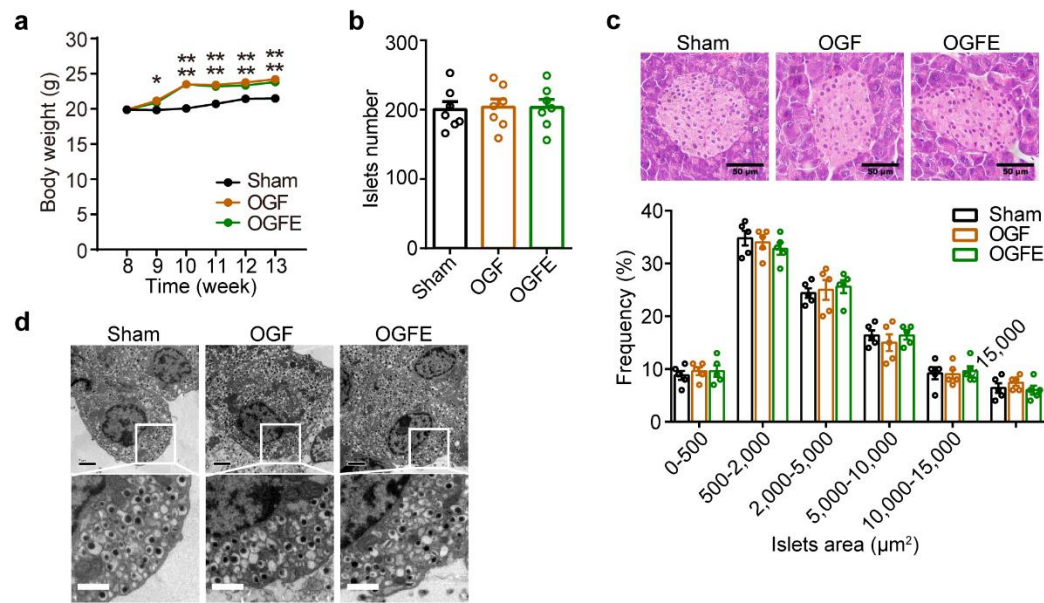 a
**
**
**
**
*
**
**
**
**
Body weight (g)
30
25
20
15
10
5
0
Sham
OGF
OGFE
8 9 10 11 12 13
Time (week)
b
Islets number
300
200
100
0
Sham
OGF
OGFE
c
Sham OGF OGFE
50 μm 50 μm 50 μm
Frequency (%)
40
30
20
10
0
Sham
OGF
OGFE
15,000
0-500
500-2,000
2,000-5,000
5,000-10,000
10,000-15,000
Islets area (μm²)
d
Sham OGF OGFE